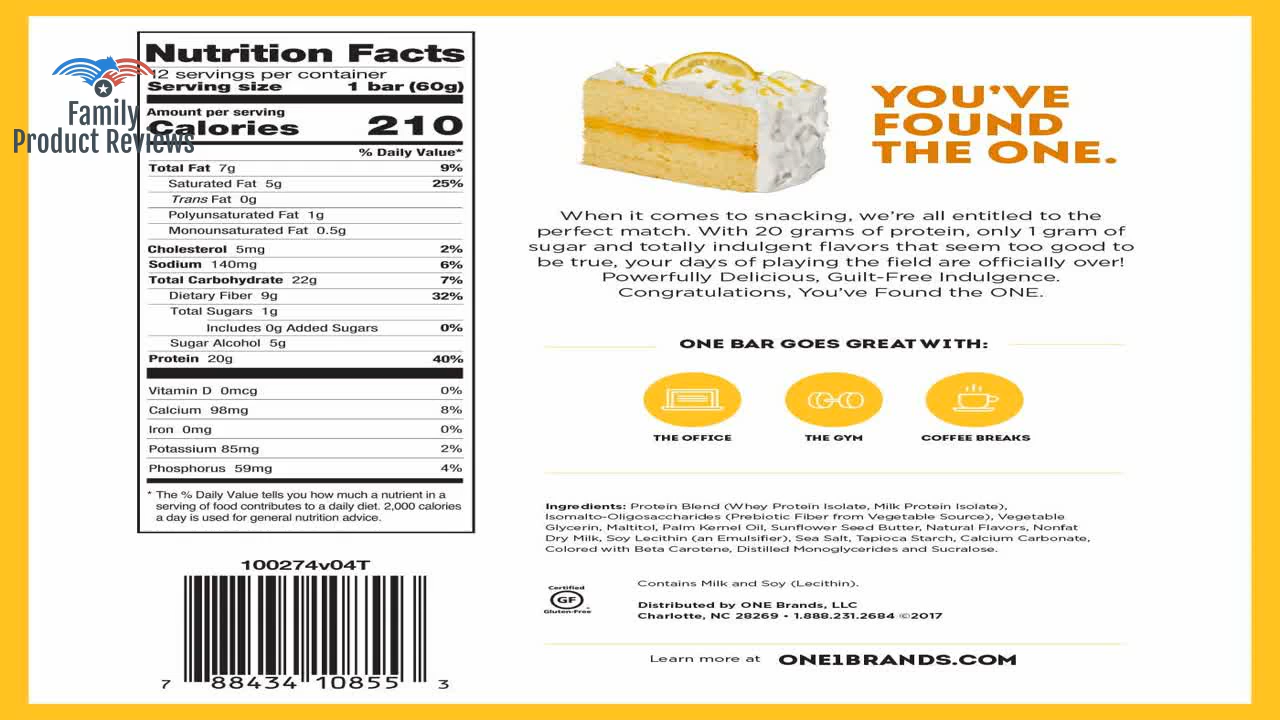 Nutrition Facts
12 servings per container
Serving size 1 bar (60g)
Amount per serving
Calories 210
% Daily Value*
Total Fat 7g 9%
Saturated Fat 5g 25%
Trans Fat 0g
Polyunsaturated Fat 1g
Monounsaturated Fat 0.5g
Cholesterol 5mg 2%
Sodium 140mg 6%
Total Carbohydrate 22g 7%
Dietary Fiber 9g 32%
Total Sugars 1g
Includes 0g Added Sugars 0%
Sugar Alcohol 5g
Protein 20g 40%
Vitamin D 0mcg 0%
Calcium 98mg 8%
Iron 0mg 0%
Potassium 85mg 2%
Phosphorus 59mg 4%
* The % Daily Value tells you how much a nutrient in a
serving of food contributes to a daily diet. 2,000 calories
a day is used for general nutrition advice.
Family
Product Reviews
100274v04T
7 88434 10855 3
YOU'VE
FOUND
THE ONE.
When it comes to snacking, we're all entitled to the
perfect match. With 20 grams of protein, only 1 gram of
sugar and totally indulgent flavors that seem too good to
be true, your days of playing the field are officially over!
Powerfully Delicious, Guilt-Free Indulgence.
Congratulations, You've Found the ONE.
ONE BAR GOES GREAT WITH:
THE OFFICE THE GYM COFFEE BREAKS
Ingredients: Protein Blend (Whey Protein Isolate, Milk Protein Isolate),
Isomalto-Oligosaccharides (Prebiotic Fiber from Vegetable Source), Vegetable
Glycerin, Maltitol, Palm Kernel Oil, Sunflower Seed Butter, Natural Flavors, Nonfat
Dry Milk, Soy Lecithin (an Emulsifier), Sea Salt, Tapioca Starch, Calcium Carbonate,
Colored with Beta Carotene, Distilled Monoglycerides and Sucralose.
Certified
GF
Gluten-Free
Contains Milk and Soy (Lecithin).
Distributed by ONE Brands, LLC
Charlotte, NC 28269 • 1.888.231.2684 ©2017
Learn more at ONE1BRANDS.COM